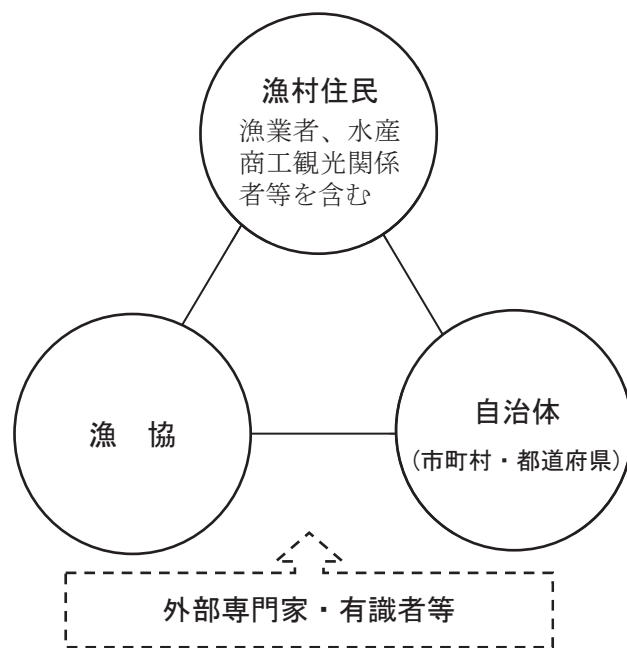 漁村住民
漁業者、水産
商工観光関係
者等を含む
漁　協
自治体
(市町村・都道府県)
外部専門家・有識者等